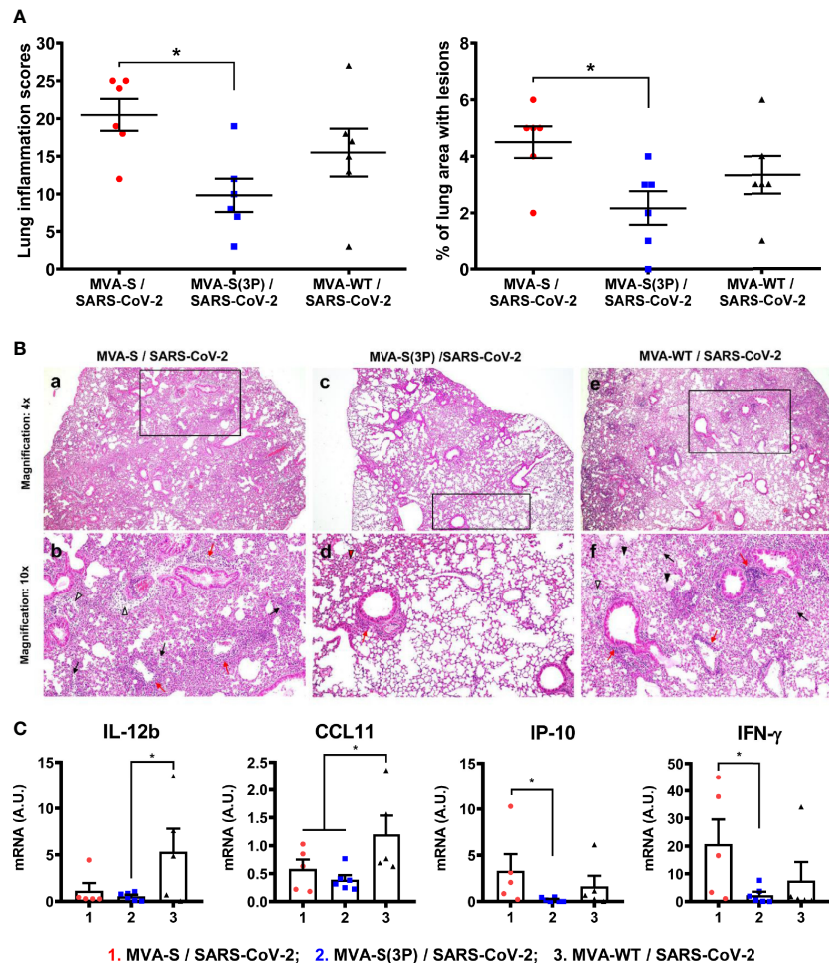 A
Lung inflammation scores
30
25
20
15
10
5
0
*
MVA-S / SARS-CoV-2
MVA-S(3P) / SARS-CoV-2
MVA-WT / SARS-CoV-2
% of lung area with lesions
8
6
4
2
0
*
MVA-S / SARS-CoV-2
MVA-S(3P) / SARS-CoV-2
MVA-WT / SARS-CoV-2
B
MVA-S / SARS-CoV-2
MVA-S(3P) /SARS-CoV-2
MVA-WT / SARS-CoV-2
Magnification: 4x
a
c
e
Magnification: 10x
b
d
f
C
IL-12b
mRNA (A.U.)
15
10
5
0
*
1 2 3
CCL11
mRNA (A.U.)
2.5
2.0
1.5
1.0
0.5
0.0
*
1 2 3
IP-10
mRNA (A.U.)
15
10
5
0
*
1 2 3
IFN-γ
mRNA (A.U.)
50
40
30
20
10
0
*
1 2 3
1. MVA-S / SARS-CoV-2; 2. MVA-S(3P) / SARS-CoV-2; 3. MVA-WT / SARS-CoV-2